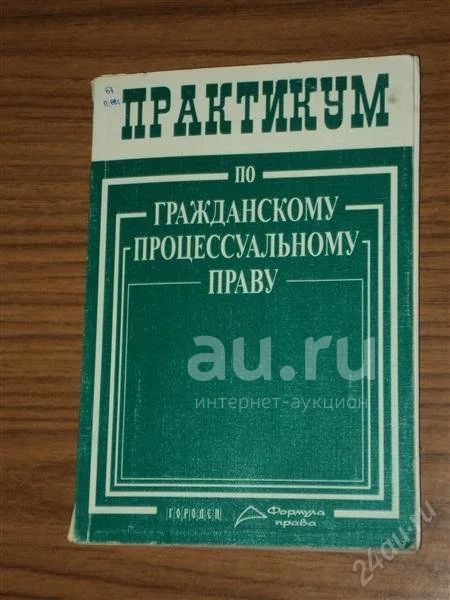 ПРАКТИКУМ
ПО
ГРАЖДАНСКОМУ
ПРОЦЕССУАЛЬНОМУ
ПРАВУ
au.ru
интернет-аукцион
ГОРОДЕЦ
Формула
права
24au.ru